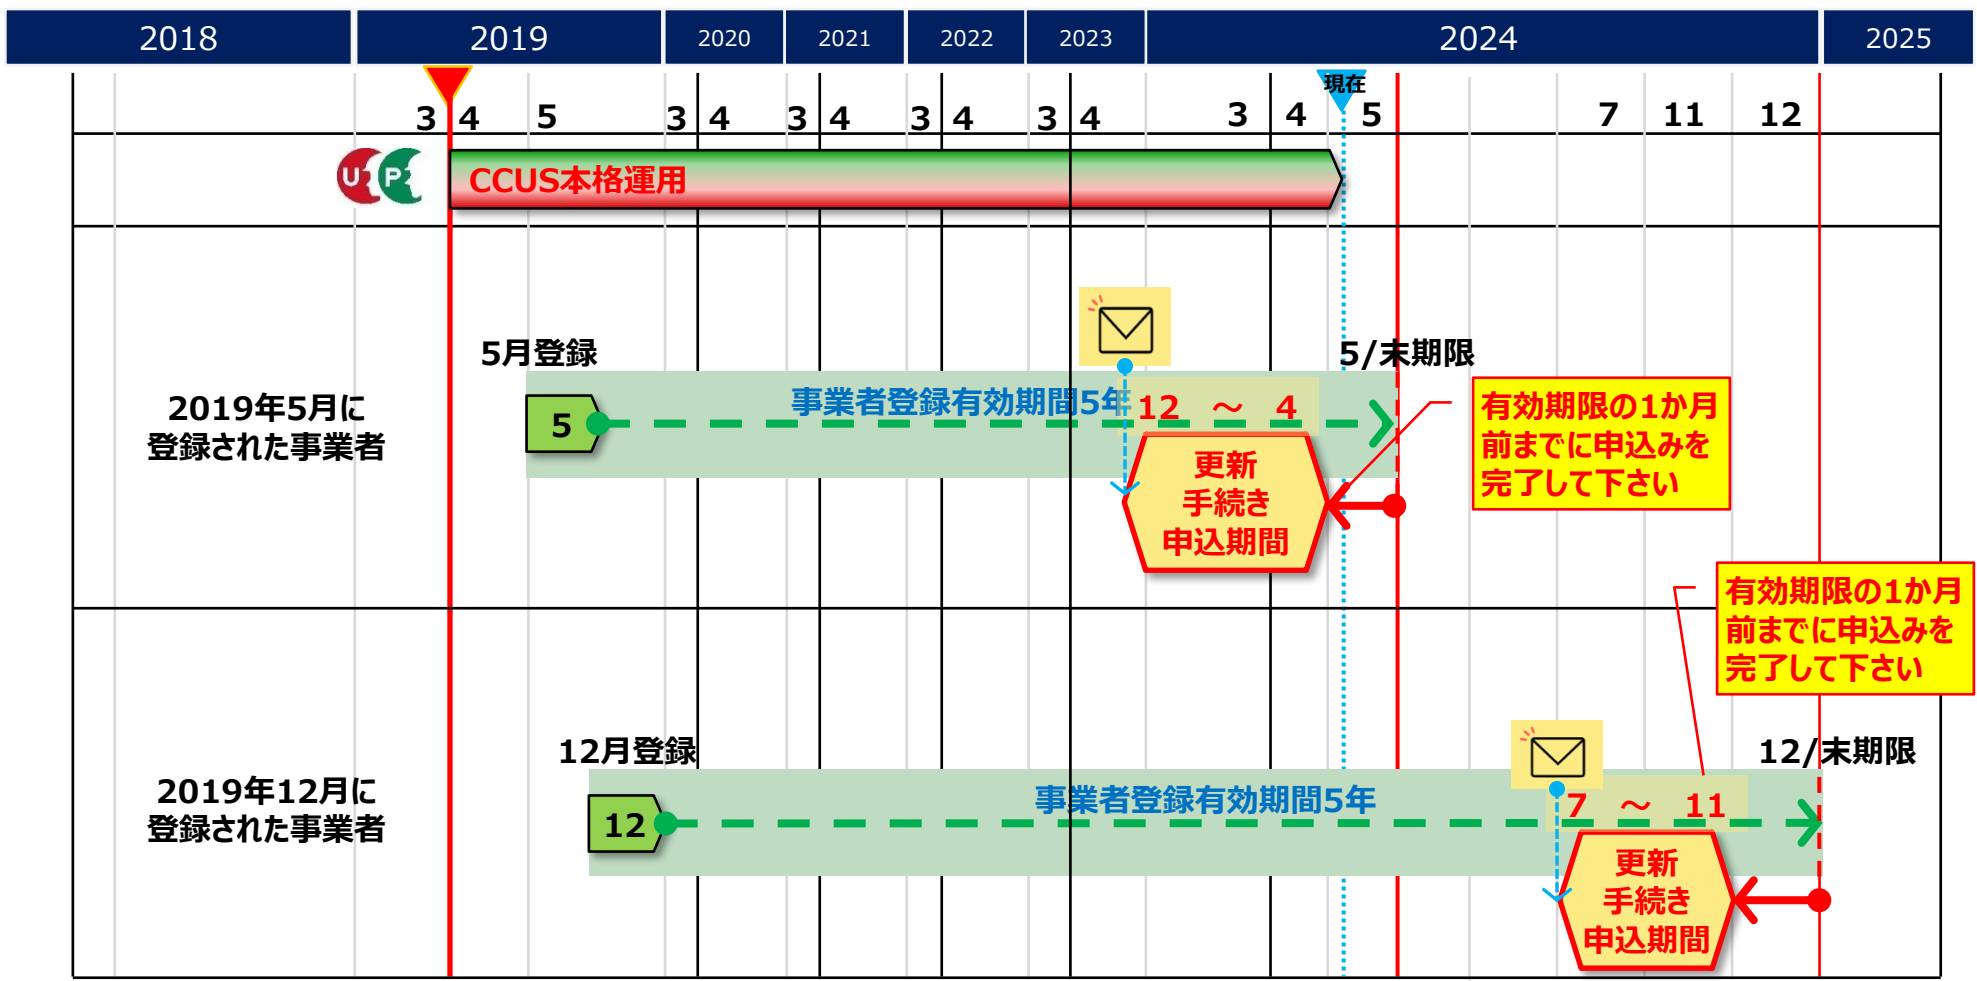 2018
2019
2020
2021
2022
2023
2024
2025
現在
3 4 5 3 4 3 4 3 4 3 4 3 4 5 7 11 12
CCUS本格運用
5月登録
5/末期限
2019年5月に
登録された事業者
5
事業者登録有効期間5年
12 ～ 4
更新
手続き
申込期間
有効期限の1か月
前までに申込みを
完了して下さい
有効期限の1か月
前までに申込みを
完了して下さい
12月登録
12/末期限
2019年12月に
登録された事業者
12
事業者登録有効期間5年
7 ～ 11
更新
手続き
申込期間